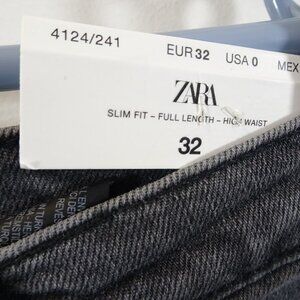 4124/241 EUR 32 USA 0 MEX
ZARA
SLIM FIT – FULL LENGTH – HIGH WAIST
32